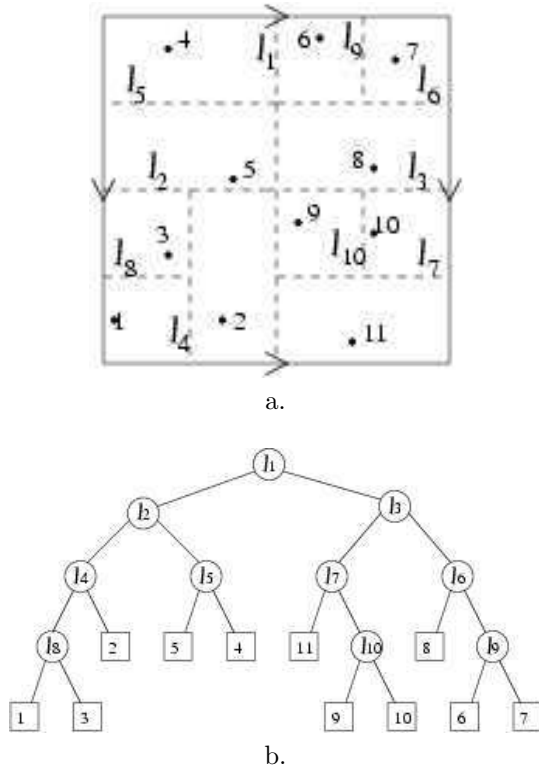 4 l1 6 l9 7
l5 l6
l2 5 8 l3
3 9 10
l8 l10 l7
1 l4 2 11
a.
l1
l2 l3
l4 l5 l7 l6
l8 2 5 4 11 l10 8 l9
1 3 9 10 6 7
b.